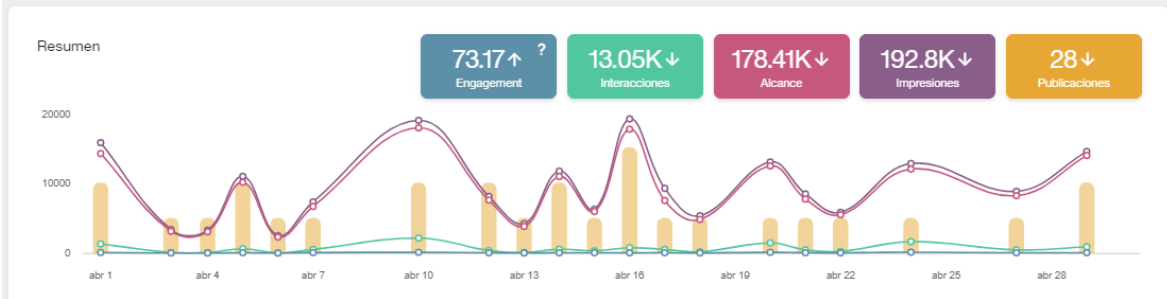 Resumen
73.17↑ ?
Engagement
13.05K↓
Interacciones
178.41K↓
Alcance
192.8K↓
Impresiones
28↓
Publicaciones
20000
10000
0
abr 1 abr 4 abr 7 abr 10 abr 13 abr 16 abr 19 abr 22 abr 25 abr 28